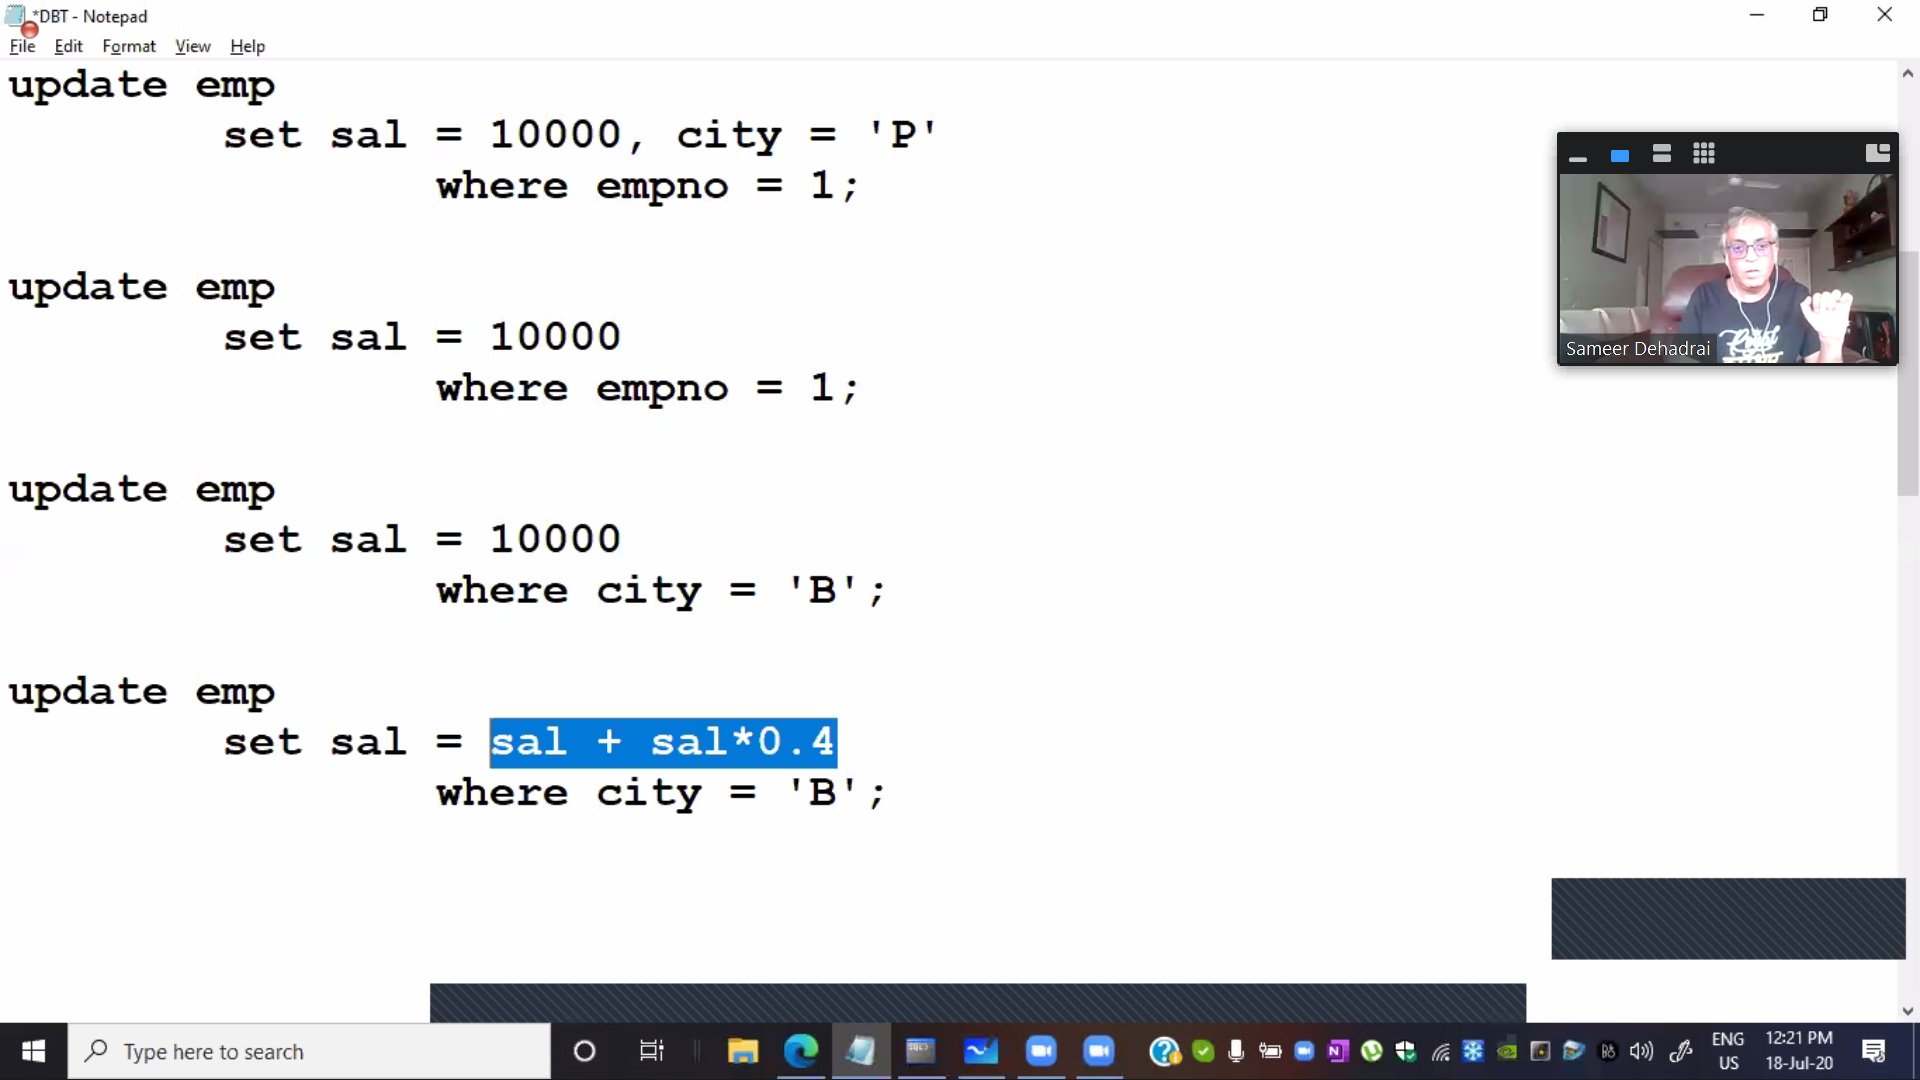 *DBT - Notepad
File Edit Format View Help
update emp
set sal = 10000, city = 'P'
where empno = 1;
update emp
set sal = 10000
where empno = 1;
update emp
set sal = 10000
where city = 'B';
update emp
set sal = sal + sal*0.4
where city = 'B';
Sameer Dehadrai
Type here to search
ENG
US
12:21 PM
18-Jul-20